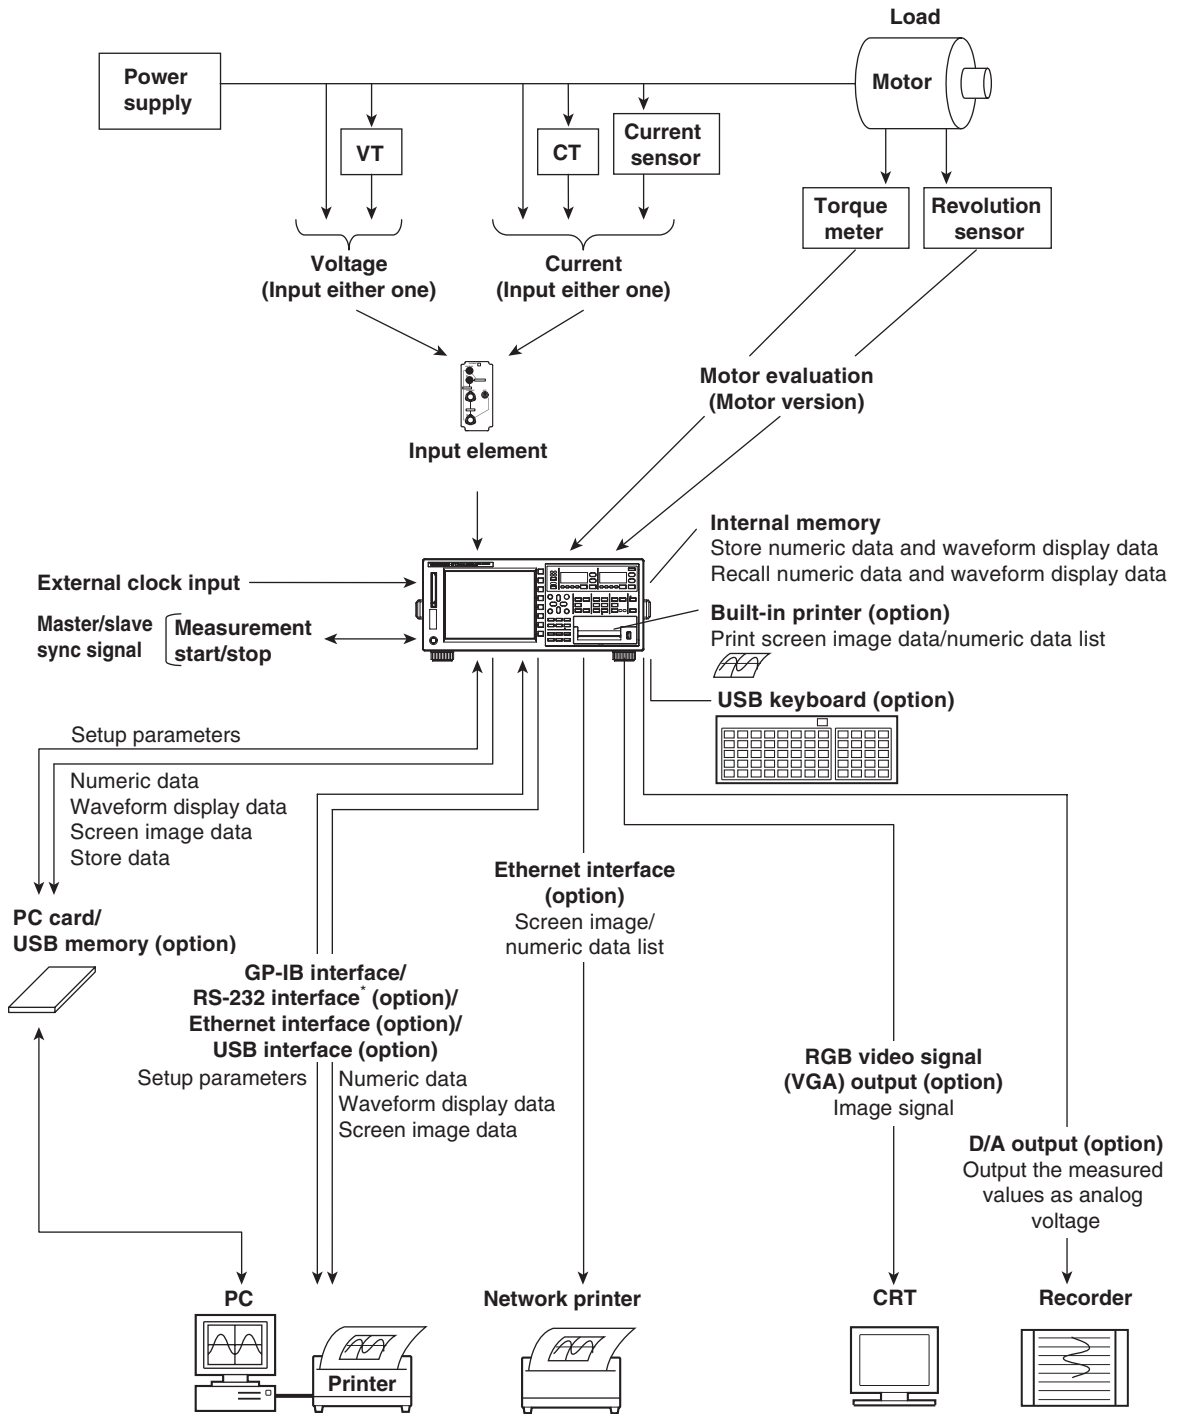 Load
Power
supply
Motor
VT
CT
Current
sensor
Torque
meter
Revolution
sensor
Voltage
(Input either one)
Current
(Input either one)
Motor evaluation
(Motor version)
Input element
Internal memory
Store numeric data and waveform display data
Recall numeric data and waveform display data
External clock input
Built-in printer (option)
Print screen image data/numeric data list
Master/slave
sync signal
Measurement
start/stop
USB keyboard (option)
Setup parameters
Numeric data
Waveform display data
Screen image data
Store data
Ethernet interface
(option)
Screen image/
numeric data list
PC card/
USB memory (option)
GP-IB interface/
RS-232 interface* (option)/
Ethernet interface (option)/
USB interface (option)
Setup parameters
Numeric data
Waveform display data
Screen image data
RGB video signal
(VGA) output (option)
Image signal
D/A output (option)
Output the measured
values as analog
voltage
PC
Printer
Network printer
CRT
Recorder